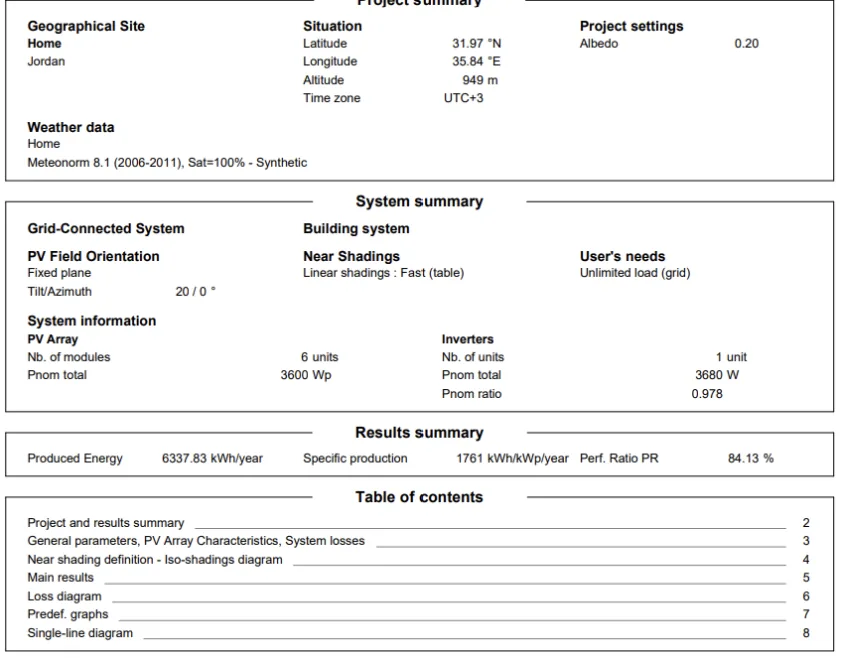 Project summary
Geographical Site Situation Project settings
Home Latitude 31.97 °N Albedo 0.20
Jordan Longitude 35.84 °E
Altitude 949 m
Time zone UTC+3
Weather data
Home
Meteonorm 8.1 (2006-2011), Sat=100% - Synthetic
System summary
Grid-Connected System Building system
PV Field Orientation Near Shadings User's needs
Fixed plane Linear shadings : Fast (table) Unlimited load (grid)
Tilt/Azimuth 20 / 0 °
System information
PV Array Inverters
Nb. of modules 6 units Nb. of units 1 unit
Pnom total 3600 Wp Pnom total 3680 W
Pnom ratio 0.978
Results summary
Produced Energy 6337.83 kWh/year Specific production 1761 kWh/kWp/year Perf. Ratio PR 84.13 %
Table of contents
Project and results summary 2
General parameters, PV Array Characteristics, System losses 3
Near shading definition - Iso-shadings diagram 4
Main results 5
Loss diagram 6
Predef. graphs 7
Single-line diagram 8